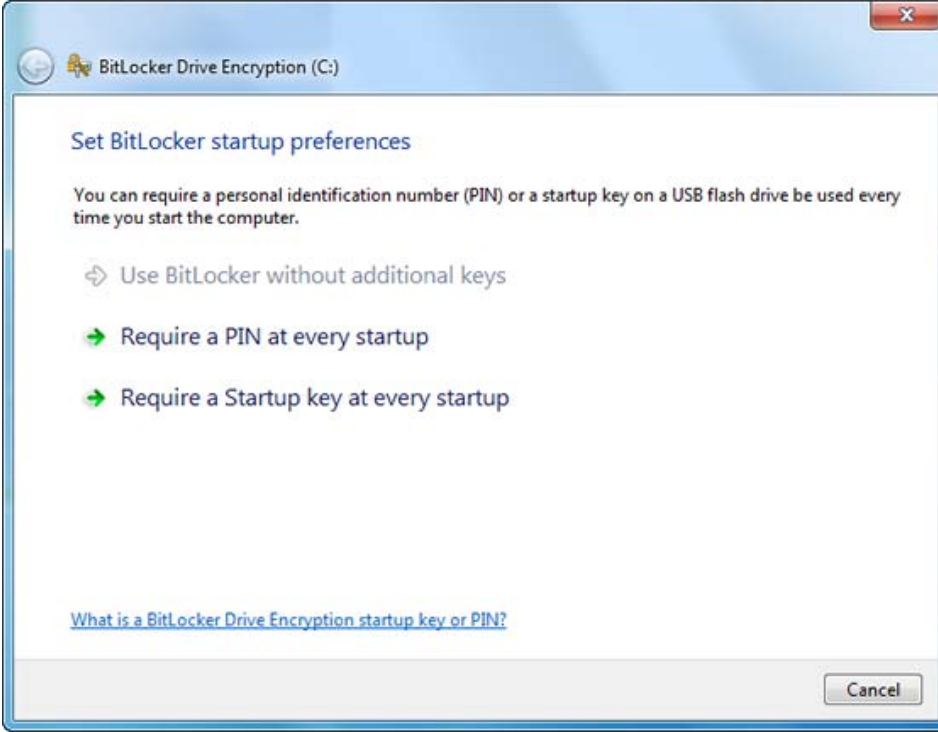 BitLocker Drive Encryption (C:)
Set BitLocker startup preferences
You can require a personal identification number (PIN) or a startup key on a USB flash drive be used every
time you start the computer.
Use BitLocker without additional keys
Require a PIN at every startup
Require a Startup key at every startup
What is a BitLocker Drive Encryption startup key or PIN?
Cancel